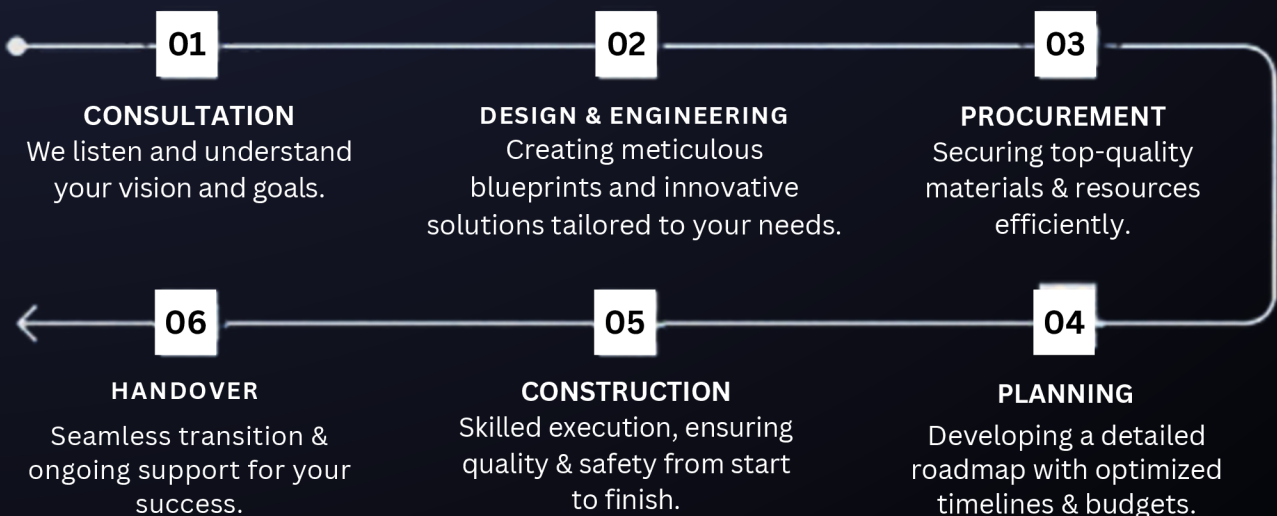 01
CONSULTATION
We listen and understand
your vision and goals.
02
DESIGN & ENGINEERING
Creating meticulous
blueprints and innovative
solutions tailored to your needs.
03
PROCUREMENT
Securing top-quality
materials & resources
efficiently.
04
PLANNING
Developing a detailed
roadmap with optimized
timelines & budgets.
05
CONSTRUCTION
Skilled execution, ensuring
quality & safety from start
to finish.
06
HANDOVER
Seamless transition &
ongoing support for your
success.